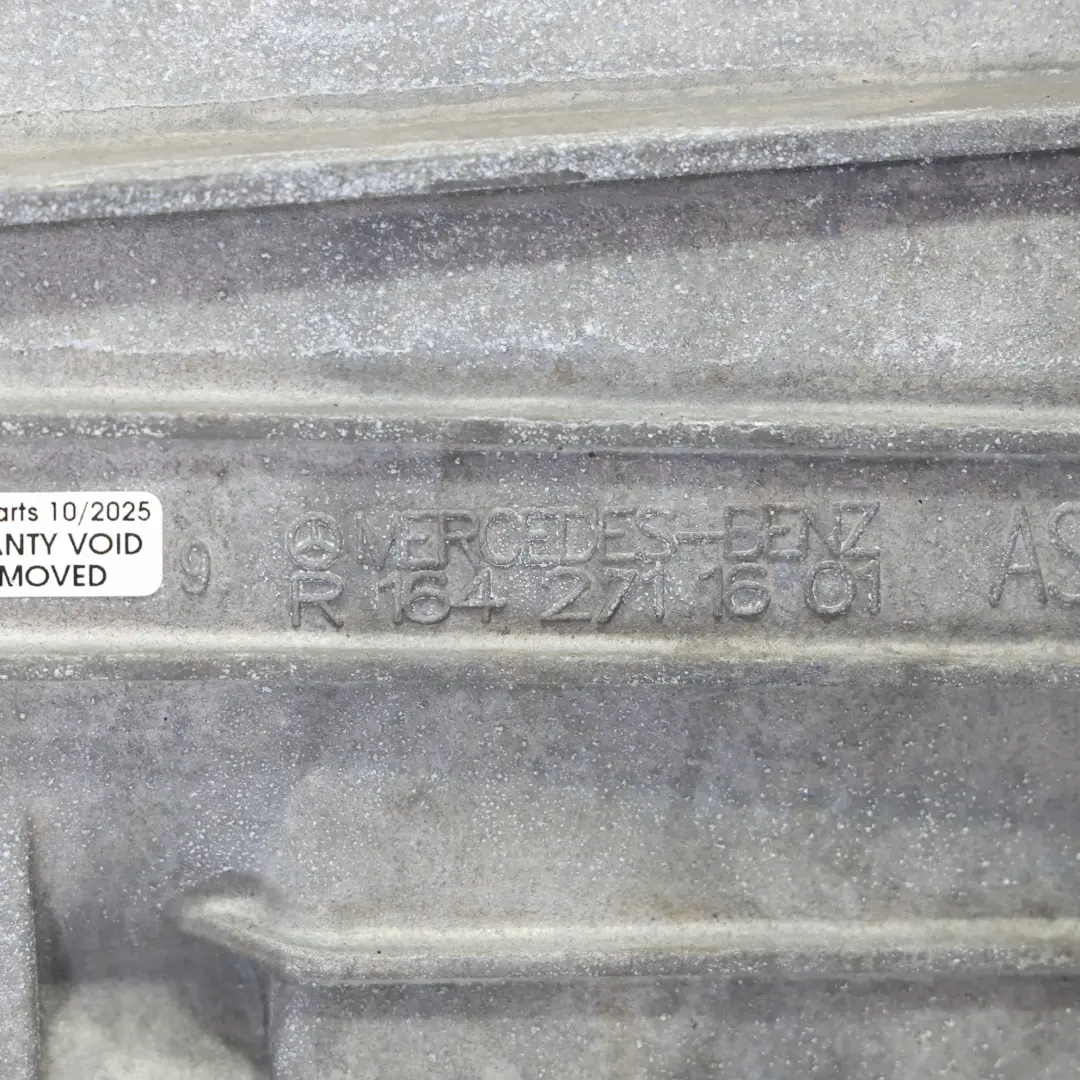 arts 10/2025
ANTY VOID
MOVED
9
MERCEDES-BENZ
R 164 271 16 01
AS